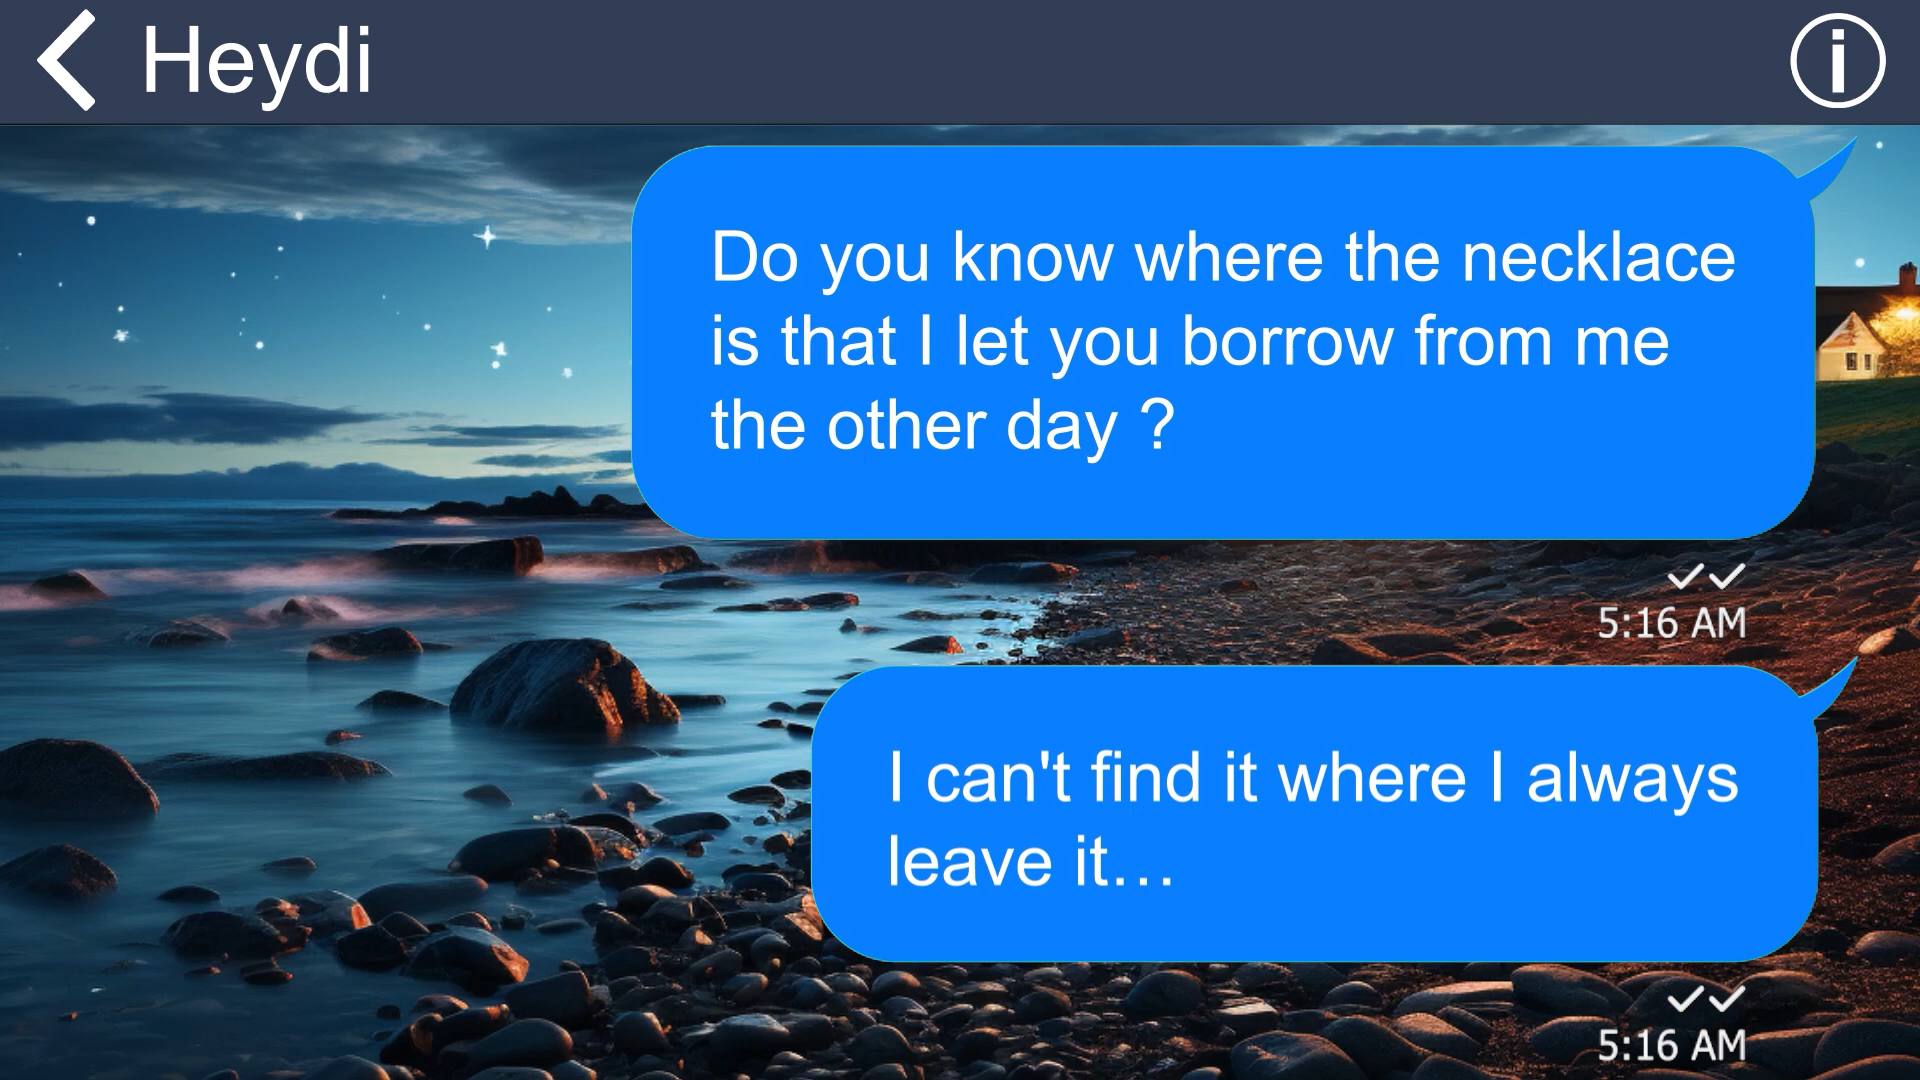 Heydi
Do you know where the necklace
is that I let you borrow from me
the other day ?
5:16 AM
I can't find it where I always
leave it…
5:16 AM